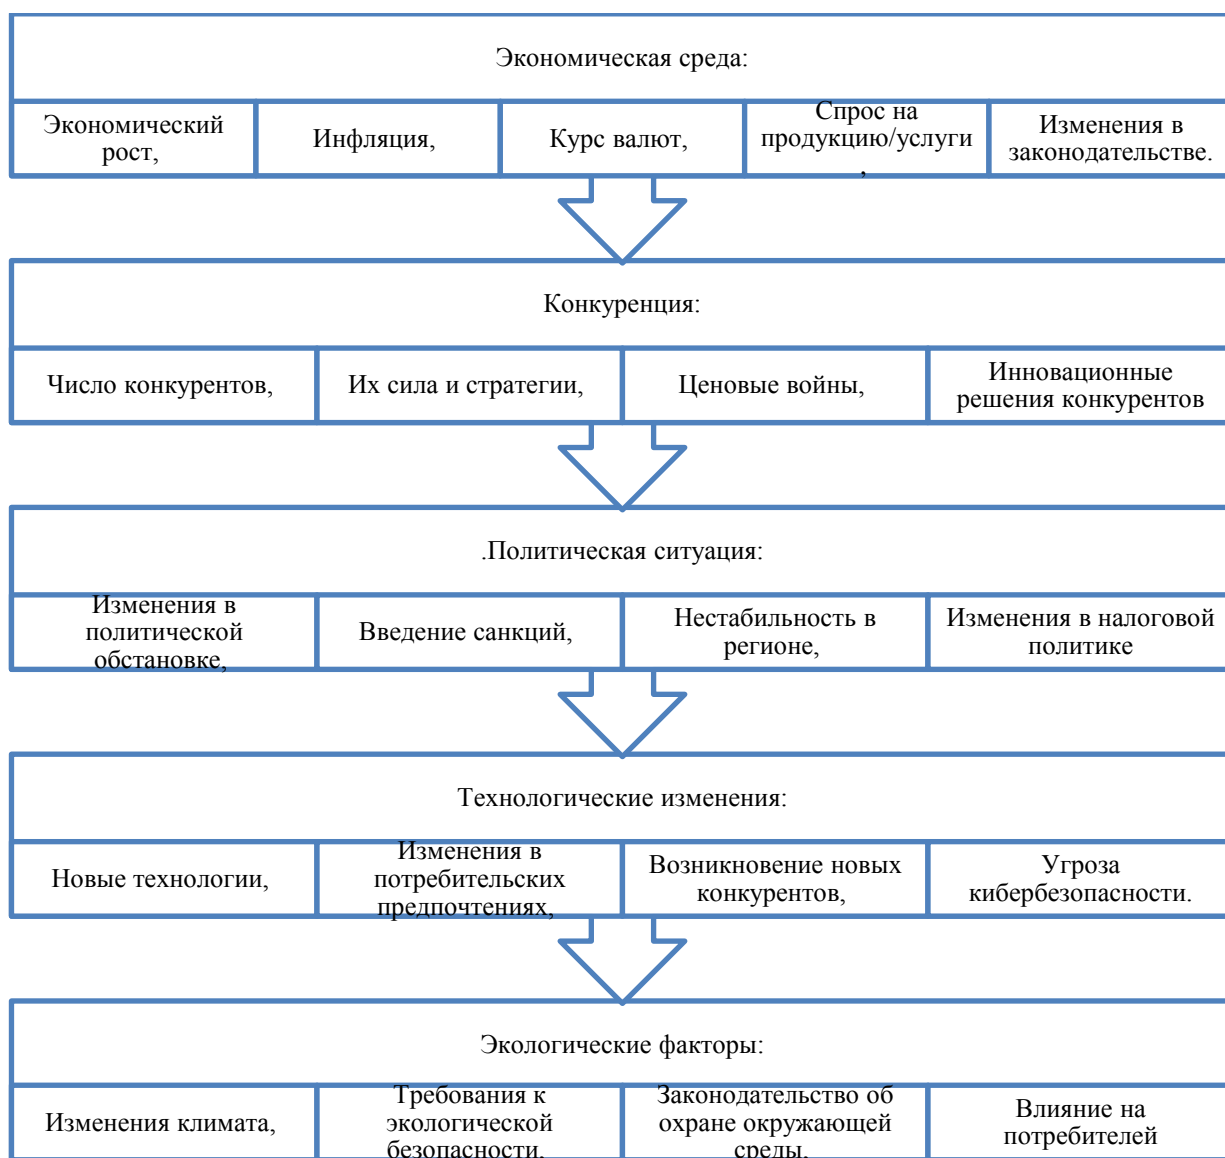 Экономическая среда:
Экономический
рост,
Инфляция,
Курс валют,
Спрос на
продукцию/услуги
,
Изменения в
законодательстве.
Конкуренция:
Число конкурентов,
Их сила и стратегии,
Ценовые войны,
Инновационные
решения конкурентов
.Политическая ситуация:
Изменения в
политической
обстановке,
Введение санкций,
Нестабильность в
регионе,
Изменения в налоговой
политике
Технологические изменения:
Новые технологии,
Изменения в
потребительских
предпочтениях,
Возникновение новых
конкурентов,
Угроза
кибербезопасности.
Экологические факторы:
Изменения климата,
Требования к
экологической
безопасности,
Законодательство об
охране окружающей
среды,
Влияние на
потребителей